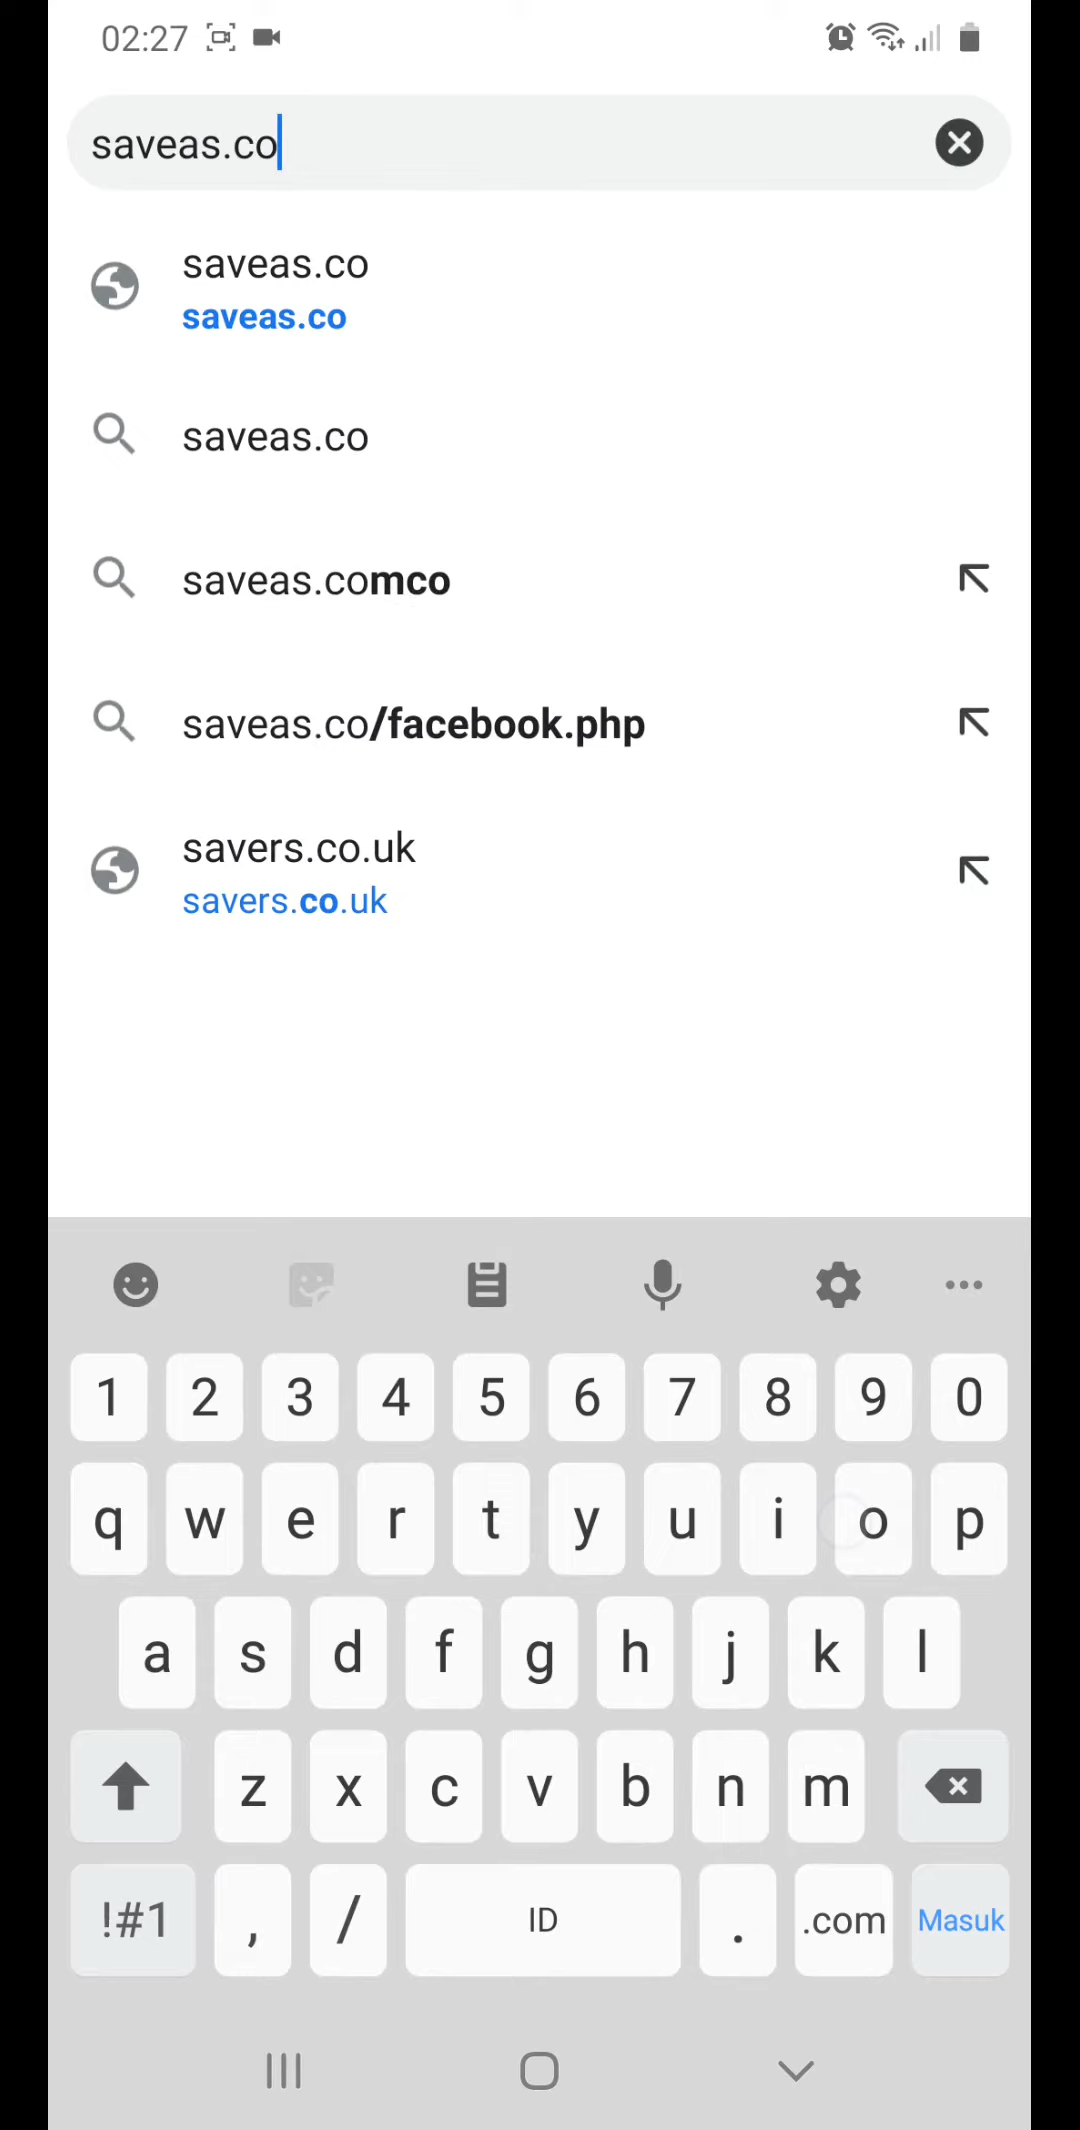 02:27
saveas.co
saveas.co
saveas.co
saveas.co
saveas.comco
saveas.co/facebook.php
savers.co.uk
savers.co.uk
1 2 3 4 5 6 7 8 9 0
q w e r t y u i o p
a s d f g h j k l
z x c v b n m
!#1 , / ID . .com Masuk